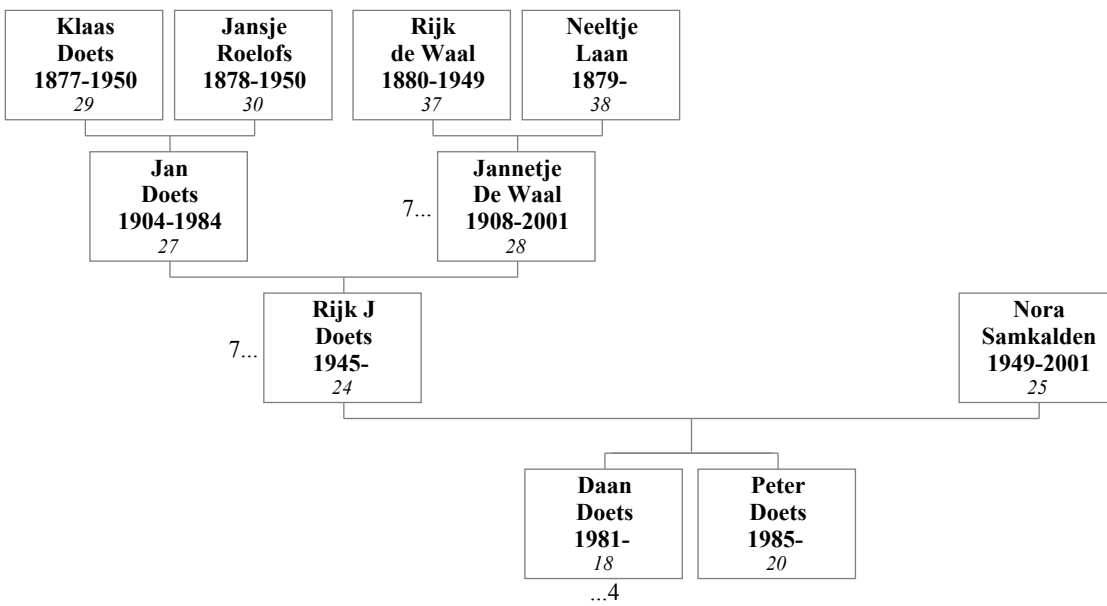 Klaas
Doets
1877-1950
29
Jansje
Roelofs
1878-1950
30
Rijk
de Waal
1880-1949
37
Neeltje
Laan
1879-
38
Jan
Doets
1904-1984
27
7...
Jannetje
De Waal
1908-2001
28
7...
Rijk J
Doets
1945-
24
Nora
Samkalden
1949-2001
25
Daan
Doets
1981-
18
...4
Peter
Doets
1985-
20